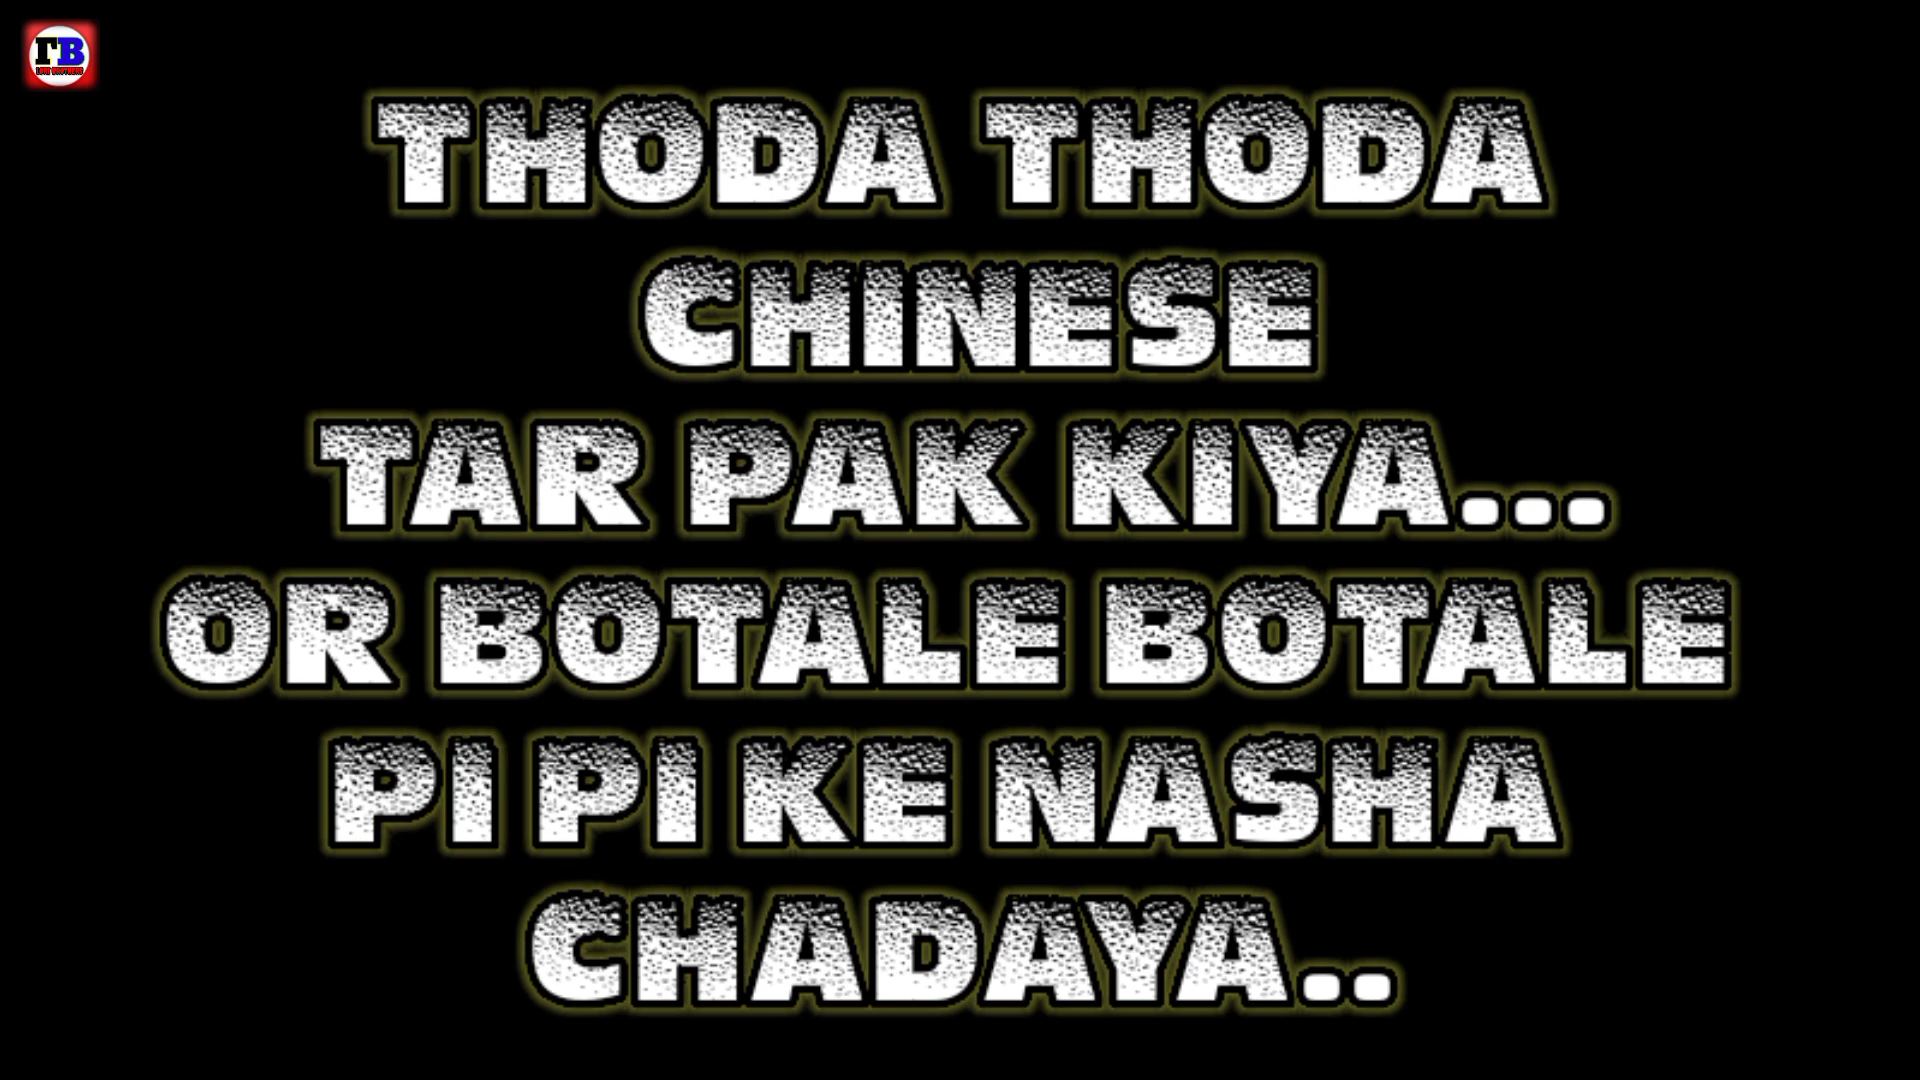 THODA THODA
CHINESE
TAR PAK KIYA...
OR BOTALE BOTALE
PI PI KE NASHA
CHADAYA..